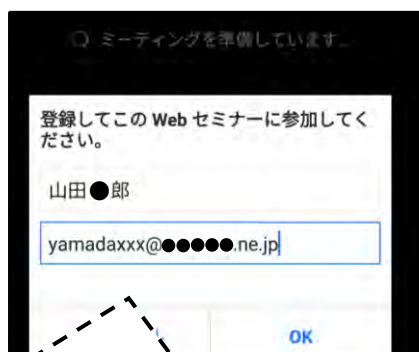 ミーティングを準備しています...
登録してこの Web セミナーに参加してく
ださい。
山田●郎
yamadaxxx@●●●●●.ne.jp
OK